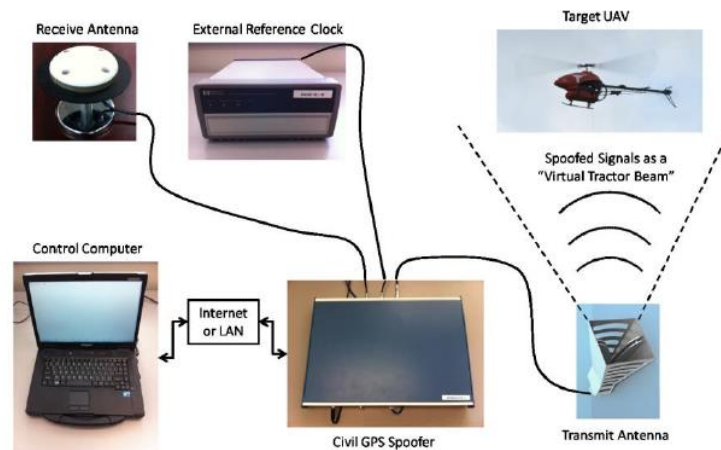 Receive Antenna
External Reference Clock
Target UAV
Spoofed Signals as a
"Virtual Tractor Beam"
Control Computer
Internet
or LAN
Civil GPS Spoofer
Transmit Antenna